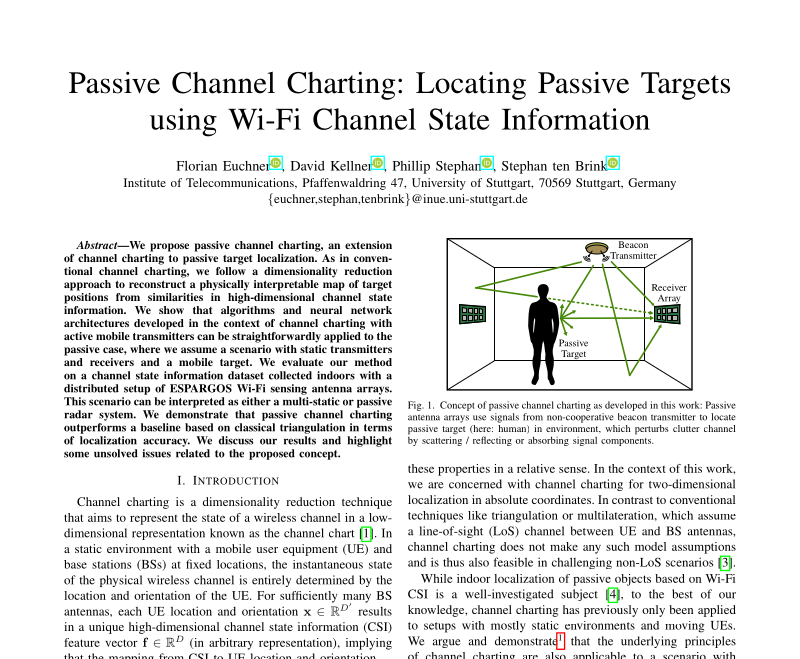 Passive Channel Charting: Locating Passive Targets
using Wi-Fi Channel State Information
Florian Euchner, David Kellner, Phillip Stephan, Stephan ten Brink
Institute of Telecommunications, Pfaffenwaldring 47, University of Stuttgart, 70569 Stuttgart, Germany
{euchner,stephan,tenbrink}@inue.uni-stuttgart.de
Abstract—We propose passive channel charting, an extension
of channel charting to passive target localization. As in conven-
tional channel charting, we follow a dimensionality reduction
approach to reconstruct a physically interpretable map of target
positions from similarities in high-dimensional channel state
information. We show that algorithms and neural network
architectures developed in the context of channel charting with
active mobile transmitters can be straightforwardly applied to the
passive case, where we assume a scenario with static transmitters
and receivers and a mobile target. We evaluate our method
on a channel state information dataset collected indoors with a
distributed setup of ESPARGOS Wi-Fi sensing antenna arrays.
This scenario can be interpreted as either a multi-static or passive
radar system. We demonstrate that passive channel charting
outperforms a baseline based on classical triangulation in terms
of localization accuracy. We discuss our results and highlight
some unsolved issues related to the proposed concept.
I. INTRODUCTION
Channel charting is a dimensionality reduction technique
that aims to represent the state of a wireless channel in a low-
dimensional representation known as the channel chart [1]. In
a static environment with a mobile user equipment (UE) and
base stations (BSs) at fixed locations, the instantaneous state
of the physical wireless channel is entirely determined by the
location and orientation of the UE. For sufficiently many BS
antennas, each UE location and orientation x ∈ ℝ^{D′} results
in a unique high-dimensional channel state information (CSI)
feature vector f ∈ ℝ^D (in arbitrary representation), implying
that the mapping from CSI to UE location and orientation
Beacon
Transmitter
Receiver
Array
Passive
Target
Fig. 1. Concept of passive channel charting as developed in this work: Passive
antenna arrays use signals from non-cooperative beacon transmitter to locate
passive target (here: human) in environment, which perturbs clutter channel
by scattering / reflecting or absorbing signal components.
these properties in a relative sense. In the context of this work,
we are concerned with channel charting for two-dimensional
localization in absolute coordinates. In contrast to conventional
techniques like triangulation or multilateration, which assume
a line-of-sight (LoS) channel between UE and BS antennas,
channel charting does not make any such model assumptions
and is thus also feasible in challenging non-LoS scenarios [3].
While indoor localization of passive objects based on Wi-Fi
CSI is a well-investigated subject [4], to the best of our
knowledge, channel charting has previously only been applied
to setups with mostly static environments and moving UEs.
We argue and demonstrate¹ that the underlying principles
of channel charting are also applicable to a scenario with